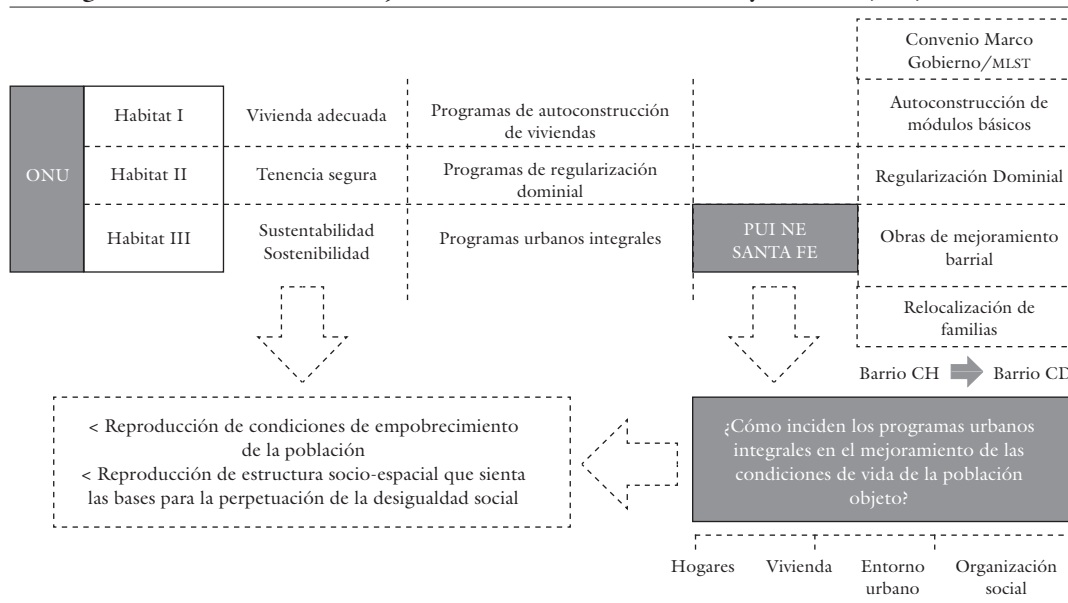 Convenio Marco
Gobierno/MLST
ONU
Habitat I
Vivienda adecuada
Programas de autoconstrucción
de viviendas
Autoconstrucción de
módulos básicos
Habitat II
Tenencia segura
Programas de regularización
dominial
Regularización Dominial
Habitat III
Sustentabilidad
Sostenibilidad
Programas urbanos integrales
PUI NE
SANTA FE
Obras de mejoramiento
barrial
Relocalización de
familias
Barrio CH
Barrio CD
< Reproducción de condiciones de empobrecimiento
de la población
< Reproducción de estructura socio-espacial que sienta
las bases para la perpetuación de la desigualdad social
¿Cómo inciden los programas urbanos
integrales en el mejoramiento de las
condiciones de vida de la población
objeto?
Hogares
Vivienda
Entorno
urbano
Organización
social